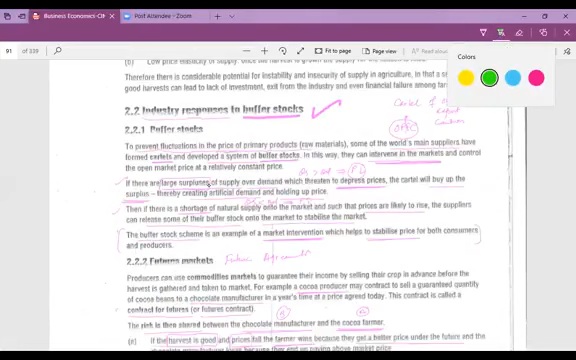 Business Economics-CM
Post Attendee - Zoom
91 of 339
Fit to page
Page view
Read aloud
Colors
Therefore there is considerable potential for instability and insecurity of supply in agriculture, in that a
good harvests can lead to lack of investment, exit from the industry and even financial failure among
2.2 Industry responses to buffer stocks
Cartel of
OPEC
2.2.1 Buffer stocks
To prevent fluctuations in the price of primary products (raw materials), some of the world's main suppliers have
formed cartels and developed a system of buffer stocks. In this way, they can intervene in the markets and control
the open market price at a relatively constant price.
If there are large surpluses of supply over demand which threaten to depress prices, the cartel will buy up the
surplus - thereby creating artificial demand and holding up price.
Then if there is a shortage of natural supply onto the market and such that prices are likely to rise, the suppliers
can release some of their buffer stock onto the market to stabilise the market.
The buffer stock scheme is an example of a market intervention which helps to stabilise price for both consumers
and producers.
2.2.2 Futures markets Future Agreements
Producers can use commodities markets to guarantee their income by selling their crop in advance before the
harvest is gathered and taken to market. For example a cocoa producer may contract to sell a guaranteed quantity
of cocoa beans to a chocolate manufacturer in a year's time at a price agreed today. This contract is called a
contract for futures (or futures contract).
The risk is then shared between the chocolate manufacturer and the cocoa farmer.
(a) If the harvest is good and prices fall the farmer wins because they get a better price under the future and